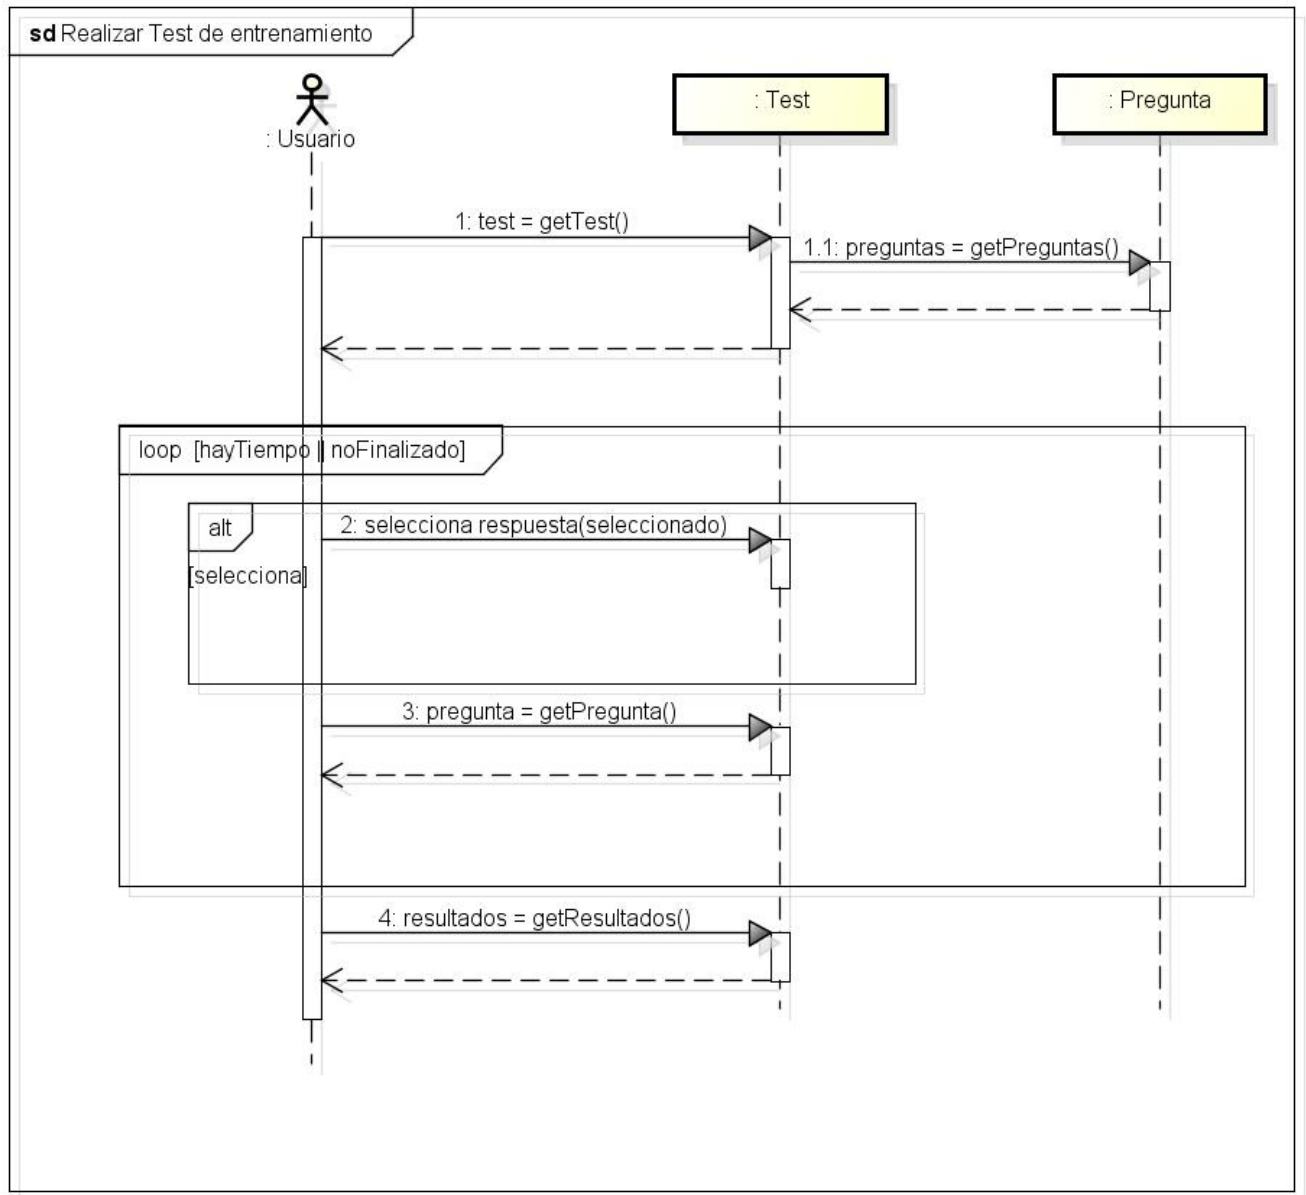 sd Realizar Test de entrenamiento
: Usuario
: Test
: Pregunta
1: test = getTest()
1.1: preguntas = getPreguntas()
loop [hayTiempo || noFinalizado]
alt
2: selecciona respuesta(seleccionado)
[selecciona]
3: pregunta = getPregunta()
4: resultados = getResultados()